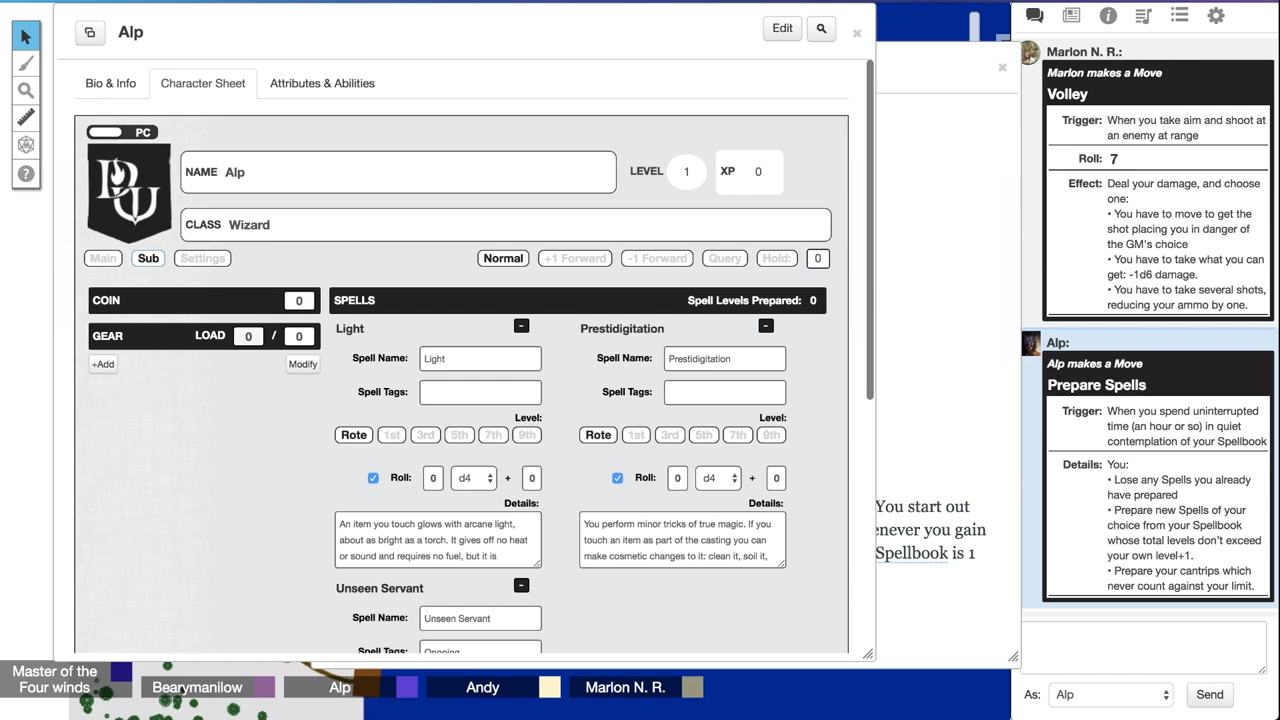 Alp
Edit
Bio & Info
Character Sheet
Attributes & Abilities
PC
DU
NAME Alp
LEVEL 1
XP 0
CLASS Wizard
Main Sub Settings
Normal +1 Forward -1 Forward Query Hold: 0
COIN 0
GEAR LOAD 0 / 0
+Add Modify
SPELLS Spell Levels Prepared: 0
Light -
Spell Name: Light
Spell Tags:
Level:
Rote 1st 3rd 5th 7th 9th
Roll: 0 d4 + 0
Details:
An item you touch glows with arcane light,
about as bright as a torch. It gives off no heat
or sound and requires no fuel, but it is
Prestidigitation -
Spell Name: Prestidigitation
Spell Tags:
Level:
Rote 1st 3rd 5th 7th 9th
Roll: 0 d4 + 0
Details:
You perform minor tricks of true magic. If you
touch an item as part of the casting you can
make cosmetic changes to it: clean it, soil it,
Unseen Servant -
Spell Name: Unseen Servant
Spell Tags: Ongoing
You start out
enever you gain
Spellbook is 1
Master of the
Four winds
Bearymanilow
Alp
Andy
Marlon N. R.
Marlon N. R.:
Marlon makes a Move
Volley
Trigger: When you take aim and shoot at
an enemy at range
Roll: 7
Effect: Deal your damage, and choose
one:
• You have to move to get the
shot placing you in danger of
the GM's choice
• You have to take what you can
get: -1d6 damage.
• You have to take several shots,
reducing your ammo by one.
Alp:
Alp makes a Move
Prepare Spells
Trigger: When you spend uninterrupted
time (an hour or so) in quiet
contemplation of your Spellbook
Details: You:
• Lose any Spells you already
have prepared
• Prepare new Spells of your
choice from your Spellbook
whose total levels don't exceed
your own level+1.
• Prepare your cantrips which
never count against your limit.
As: Alp
Send